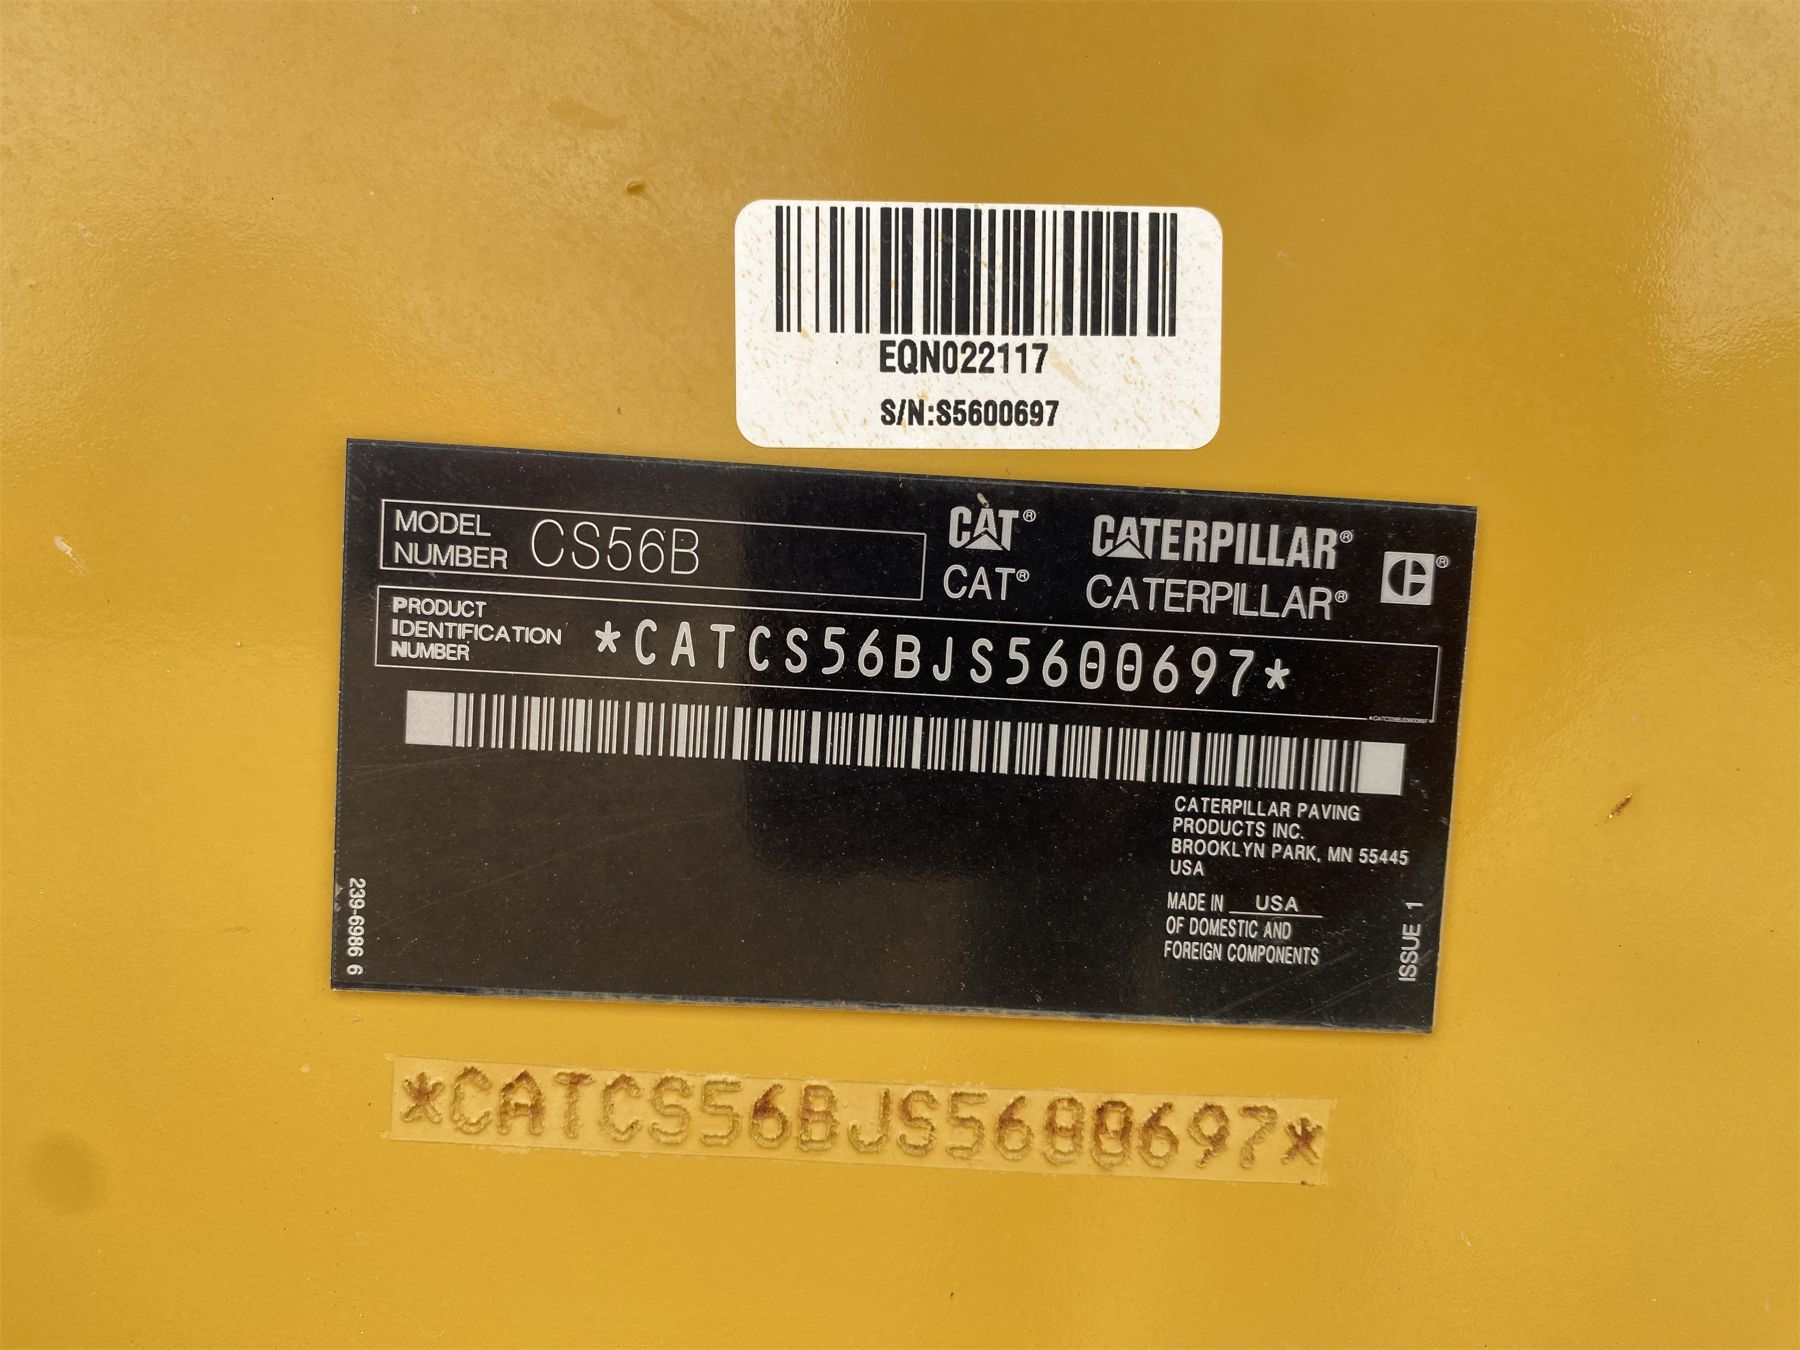 EQN022117
S/N:S5600697
MODEL NUMBER CS56B
CAT® CATERPILLAR®
CAT® CATERPILLAR®
PRODUCT IDENTIFICATION NUMBER *CATCS56BJS5600697*
*CATCS56BJS5600697*
CATERPILLAR PAVING
PRODUCTS INC.
BROOKLYN PARK, MN 55445
USA
MADE IN USA
OF DOMESTIC AND
FOREIGN COMPONENTS
239-6986 6
ISSUE 1
*CATCS56BJS5600697*